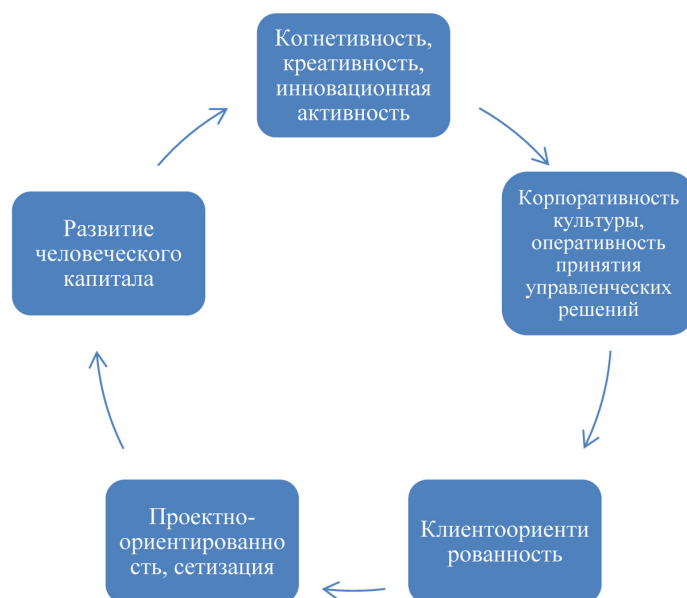 Когнетивность,
креативность,
инновационная
активность
Корпоративность
культуры,
оперативность
принятия
управленческих
решений
Клиентоориенти
рованность
Проектно-
ориентированно
сть, сетизация
Развитие
человеческого
капитала